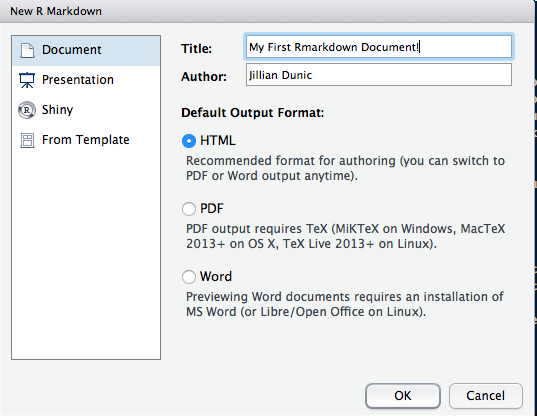 New R Markdown
Document
Presentation
Shiny
From Template
Title: My First Rmarkdown Document!
Author: Jillian Dunic
Default Output Format:
HTML
Recommended format for authoring (you can switch to
PDF or Word output anytime).
PDF
PDF output requires TeX (MiKTeX on Windows, MacTeX
2013+ on OS X, TeX Live 2013+ on Linux).
Word
Previewing Word documents requires an installation of
MS Word (or Libre/Open Office on Linux).
OK Cancel